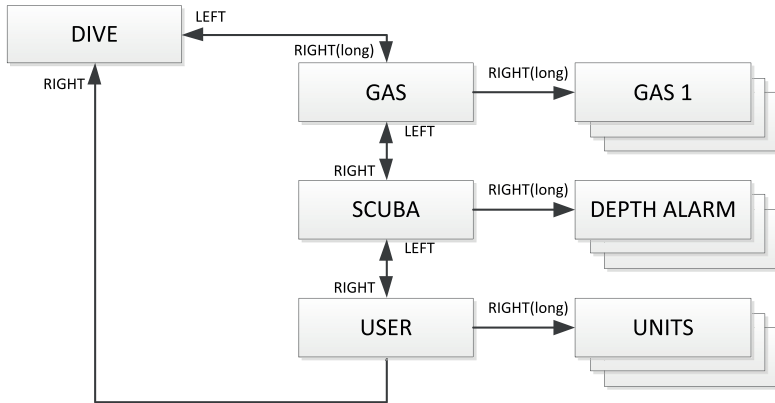 LEFT
DIVE
RIGHT(long)
RIGHT
GAS
RIGHT(long)
GAS 1
LEFT
RIGHT
SCUBA
RIGHT(long)
DEPTH ALARM
LEFT
RIGHT
USER
RIGHT(long)
UNITS